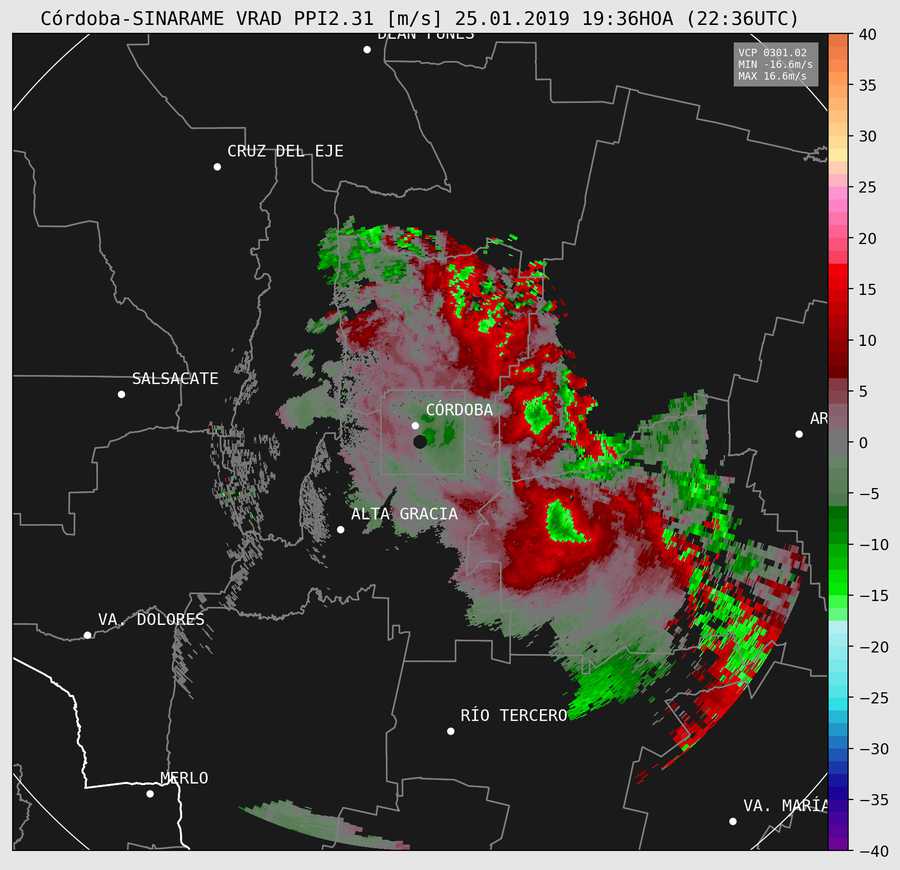 Córdoba-SINARAME VRAD PPI2.31 [m/s] 25.01.2019 19:36HOA (22:36UTC)
DEAN FUNES
VCP 0301.02
MIN -16.6m/s
MAX 16.6m/s
CRUZ DEL EJE
SALSACATE
CÓRDOBA
AR
ALTA GRACIA
VA. DOLORES
RÍO TERCERO
MERLO
VA. MARÍA
40
35
30
25
20
15
10
5
0
−5
−10
−15
−20
−25
−30
−35
−40